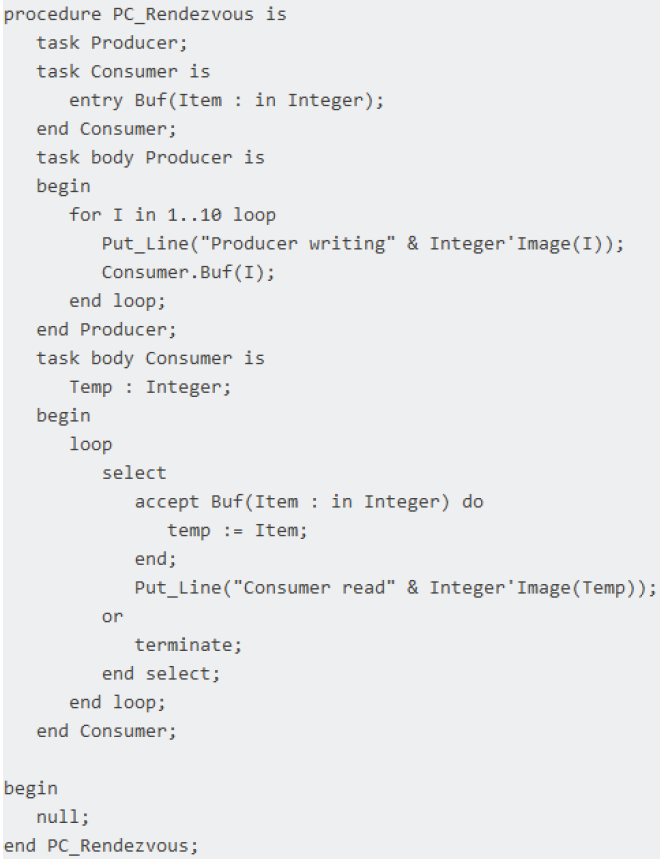 procedure PC_Rendezvous is
   task Producer;
   task Consumer is
      entry Buf(Item : in Integer);
   end Consumer;
   task body Producer is
   begin
      for I in 1..10 loop
         Put_Line("Producer writing" & Integer'Image(I));
         Consumer.Buf(I);
      end loop;
   end Producer;
   task body Consumer is
      Temp : Integer;
   begin
      loop
         select
            accept Buf(Item : in Integer) do
               temp := Item;
            end;
            Put_Line("Consumer read" & Integer'Image(Temp));
         or
            terminate;
         end select;
      end loop;
   end Consumer;

begin
   null;
end PC_Rendezvous;